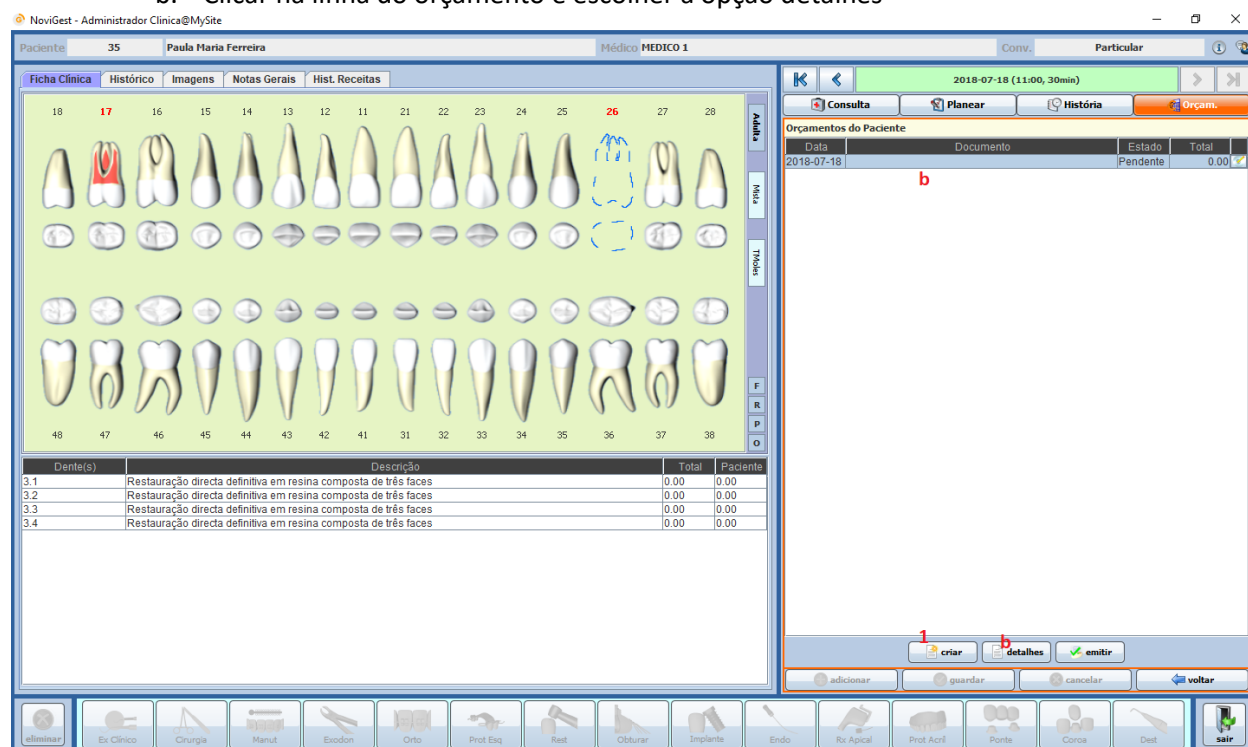 b. Clicar na linha do orçamento e escolher a opção detalhes
NoviGest - Administrador Clinica@MySite
Paciente 35 Paula Maria Ferreira Médico MEDICO 1 Conv. Particular
Ficha Clínica Histórico Imagens Notas Gerais Hist. Receitas
2018-07-18 (11:00, 30min)
Consulta Planear História Orçam.
Orçamentos do Paciente
Data Documento Estado Total
2018-07-18 Pendente 0.00
b
18 17 16 15 14 13 12 11 21 22 23 24 25 26 27 28
Adulta
Mista
TMoles
F
R
P
O
48 47 46 45 44 43 42 41 31 32 33 34 35 36 37 38
Dente(s) Descrição Total Paciente
3.1 Restauração directa definitiva em resina composta de três faces 0.00 0.00
3.2 Restauração directa definitiva em resina composta de três faces 0.00 0.00
3.3 Restauração directa definitiva em resina composta de três faces 0.00 0.00
3.4 Restauração directa definitiva em resina composta de três faces 0.00 0.00
1 b
criar detalhes emitir
adicionar guardar cancelar voltar
eliminar Ex Clínico Cirurgia Manut Exodon Orto Prot Esq Rest Obturar Implante Endo Rx Apical Prot Acril Ponte Coroa Dest sair